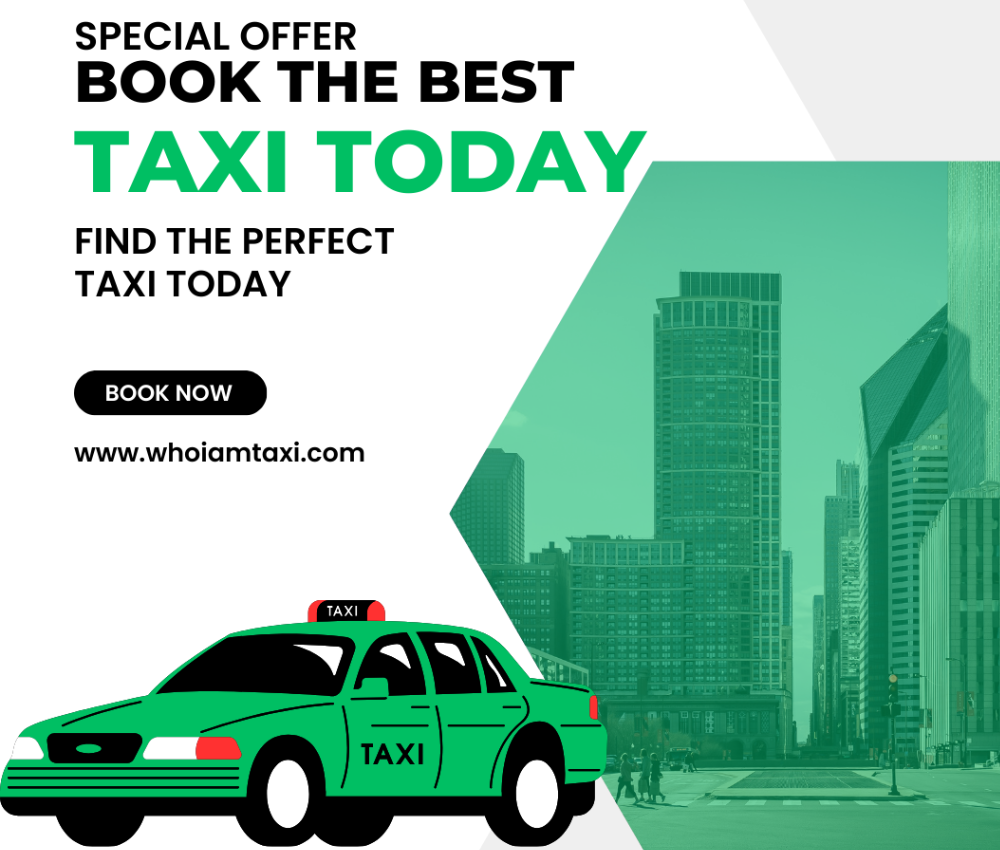 SPECIAL OFFER
BOOK THE BEST
TAXI TODAY
FIND THE PERFECT
TAXI TODAY
BOOK NOW
www.whoiamtaxi.com
TAXI
TAXI